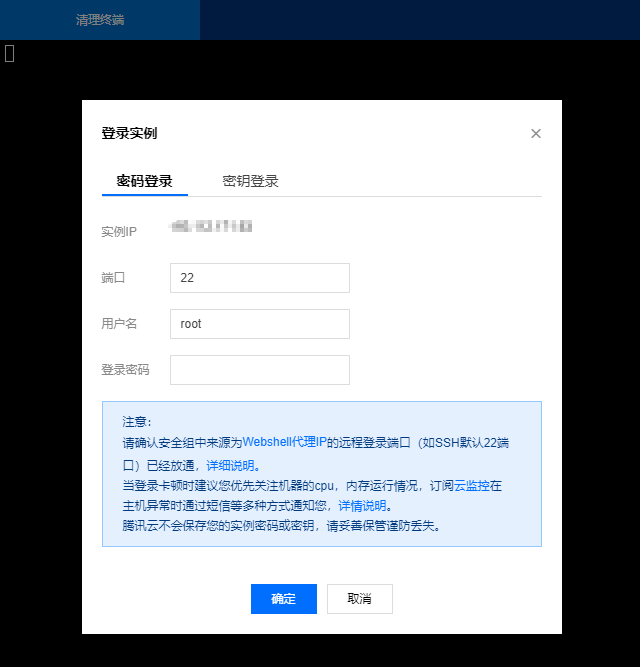 清理终端
登录实例
密码登录 密钥登录
实例IP
端口 22
用户名 root
登录密码
注意：
请确认安全组中来源为Webshell代理IP的远程登录端口（如SSH默认22端
口）已经放通，详细说明。
当登录卡顿时建议您优先关注机器的cpu，内存运行情况，订阅云监控在
主机异常时通过短信等多种方式通知您，详情说明。
腾讯云不会保存您的实例密码或密钥，请妥善保管谨防丢失。
确定 取消